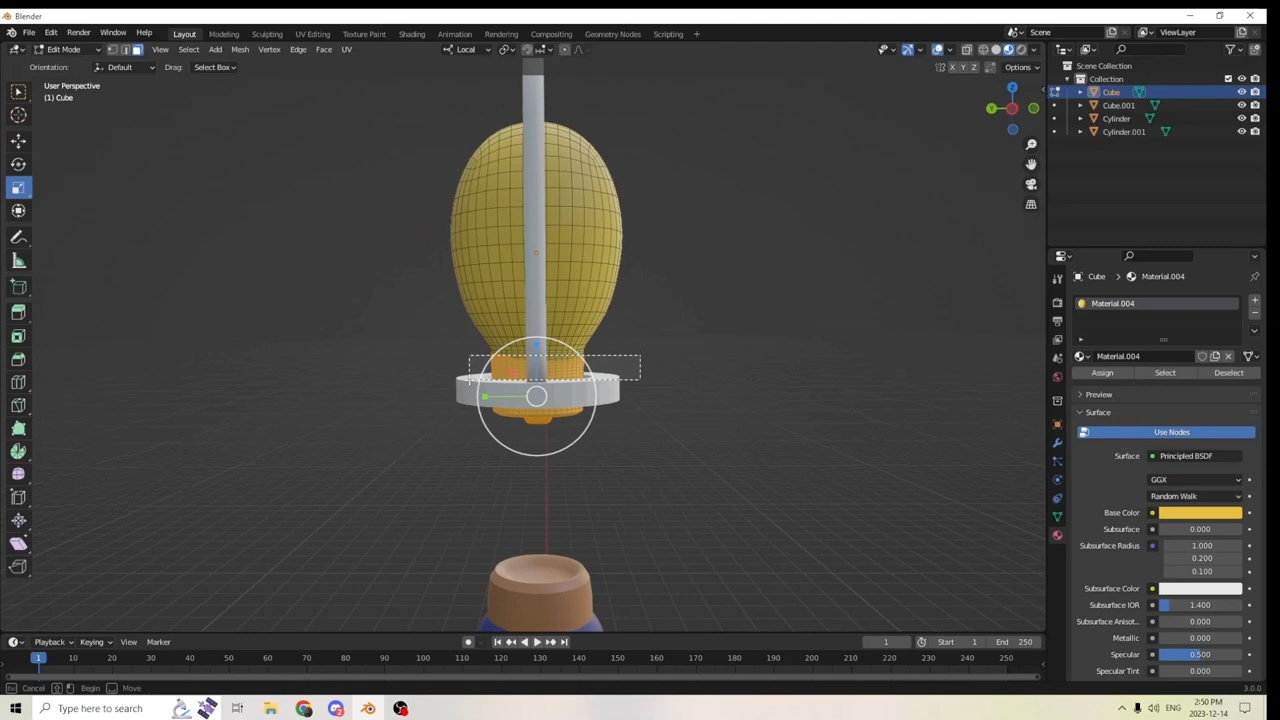 Blender
File Edit Render Window Help Layout Modeling Sculpting UV Editing Texture Paint Shading Animation Rendering Compositing Geometry Nodes Scripting + Scene ViewLayer
Edit Mode View Select Add Mesh Vertex Edge Face UV Local
Orientation: Default Drag: Select Box X Y Z Options
User Perspective
(1) Cube
Z
Y
Scene Collection
Collection
Cube
Cube.001
Cylinder
Cylinder.001
Cube > Material.004
Material.004
Material.004
Assign Select Deselect
Preview
Surface
Use Nodes
Surface Principled BSDF
GGX
Random Walk
Base Color
Subsurface 0.000
Subsurface Radius 1.000
0.200
0.100
Subsurface Color
Subsurface IOR 1.400
Subsurface Anisot... 0.000
Metallic 0.000
Specular 0.500
Specular Tint 0.000
Playback Keying View Marker 1 Start 1 End 250
1 10 20 30 40 50 60 70 80 90 100 110 120 130 140 150 160 170 180 190 200 210 220 230 240 250
Cancel Begin Move 3.0.0
Type here to search ENG 2:50 PM
2023-12-14